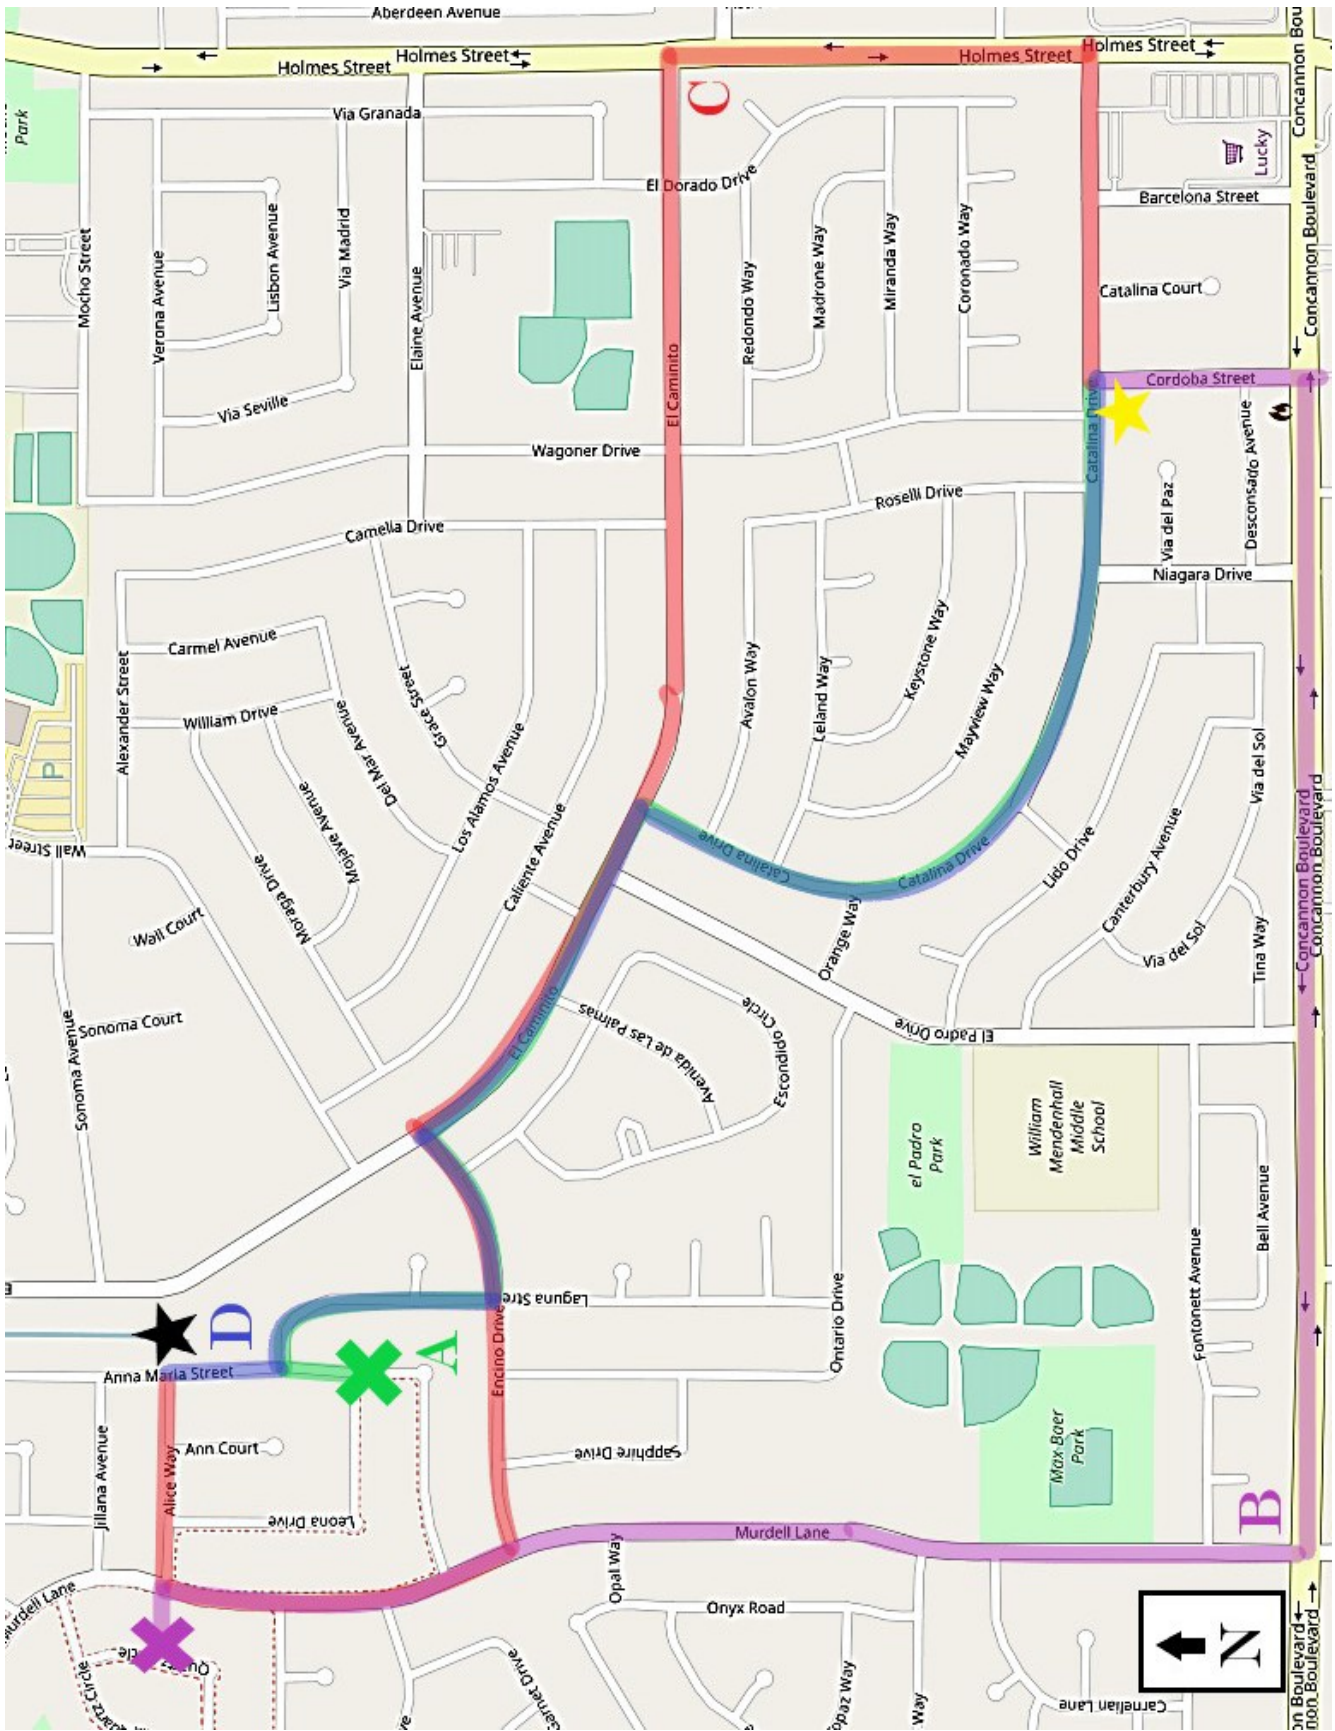 Aberdeen Avenue
Holmes Street
Holmes Street
Holmes Street
Holmes Street
Concannon Boulevard
Park
Via Granada
C
El Dorado Drive
Lucky
Barcelona Street
Mocho Street
Verona Avenue
Lisbon Avenue
Via Madrid
Elaine Avenue
El Caminito
Redondo Way
Madrone Way
Miranda Way
Coronado Way
Catalina Court
Via Seville
Cordoba Street
Catalina Drive
Wagoner Drive
Roselli Drive
Camelia Drive
Via del Paz
Desconsado Avenue
Niagara Drive
Carmel Avenue
Alexander Street
William Drive
Grace Street
Del Mar Avenue
Los Alamos Avenue
Avalon Way
Leland Way
Keystone Way
Mayview Way
P
Wall Street
Moraga Drive
Mojave Avenue
Caliente Avenue
Catalina Drive
Catalina Drive
Lido Drive
Canterbury Avenue
Via del Sol
Concannon Boulevard
Concannon Boulevard
Wall Court
Orange Way
Via del Sol
Tina Way
Sonoma Court
Sonoma Avenue
El Caminito
Avenida de Las Palmas
Escondido Circle
El Padro Drive
el Padro
Park
William
Mendenhall
Middle
School
Bell Avenue
Fontonett Avenue
Laguna Street
Encino Drive
Ontario Drive
D
A
Anna Maria Street
Jillana Avenue
Alice Way
Ann Court
Leona Drive
Sapphire Drive
Max-Baer
Park
B
Murdell Lane
Murdell Lane
Opal Way
Onyx Road
Quartz Circle
Garnet Drive
Topaz Way
Way
Carnelian Lane
N